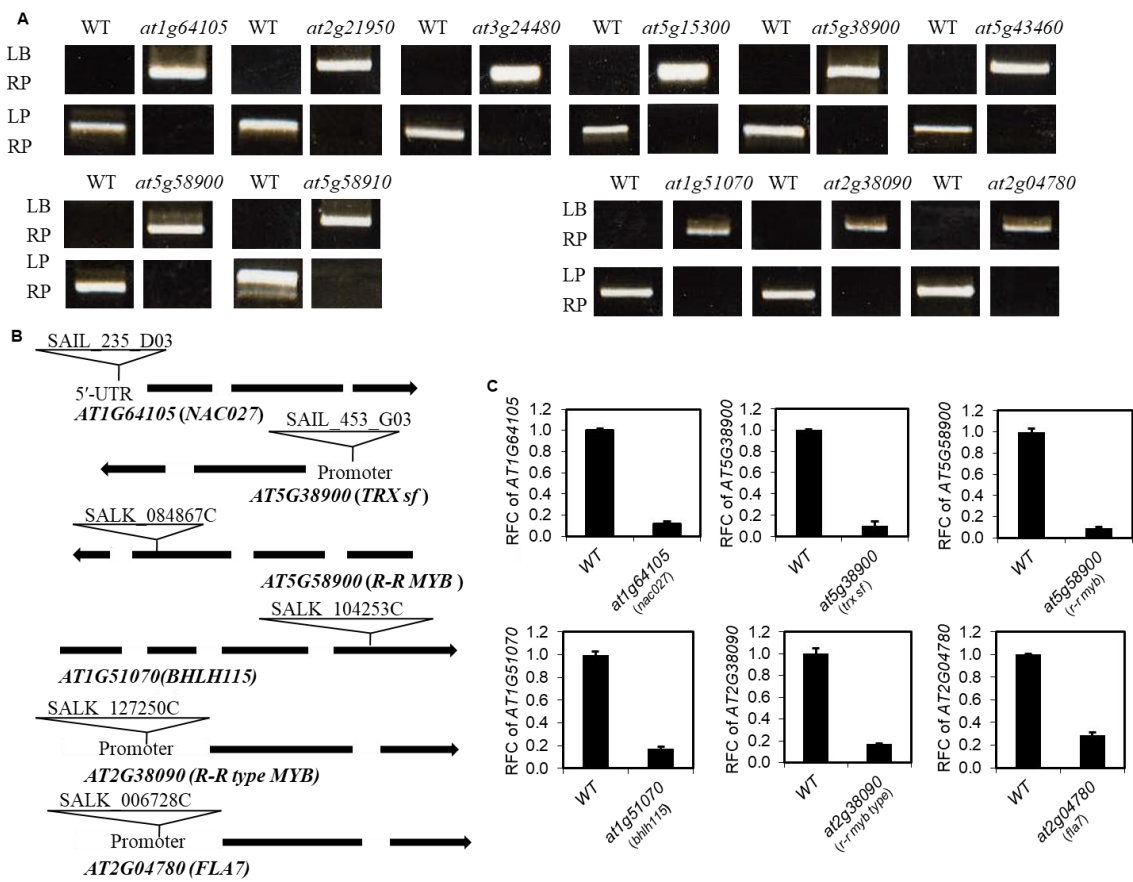 A
WT at1g64105 WT at2g21950 WT at3g24480 WT at5g15300 WT at5g38900 WT at5g43460
LB
RP
LP
RP
WT at5g58900 WT at5g58910 WT at1g51070 WT at2g38090 WT at2g04780
LB
RP
LP
RP
LB
RP
LP
RP
B
SAIL_235_D03
5′-UTR
AT1G64105 (NAC027)
SAIL_453_G03
Promoter
AT5G38900 (TRX sf)
SALK_084867C
AT5G58900 (R-R MYB )
SALK_104253C
AT1G51070(BHLH115)
SALK_127250C
Promoter
AT2G38090 (R-R type MYB)
SALK_006728C
Promoter
AT2G04780 (FLA7)
C
RFC of AT1G64105
1.2
1.0
0.8
0.6
0.4
0.2
0.0
WT
at1g64105
(nac027)
RFC of AT5G38900
1.2
1.0
0.8
0.6
0.4
0.2
0.0
WT
at5g38900
(trx sf)
RFC of AT5G58900
1.2
1.0
0.8
0.6
0.4
0.2
0.0
WT
at5g58900
(r-r myb)
RFC of AT1G51070
1.2
1.0
0.8
0.6
0.4
0.2
0.0
WT
at1g51070
(bhlh115)
RFC of AT2G38090
1.2
1.0
0.8
0.6
0.4
0.2
0.0
WT
at2g38090
(r-r myb type)
RFC of AT2G04780
1.2
1.0
0.8
0.6
0.4
0.2
0.0
WT
at2g04780
(fla7)